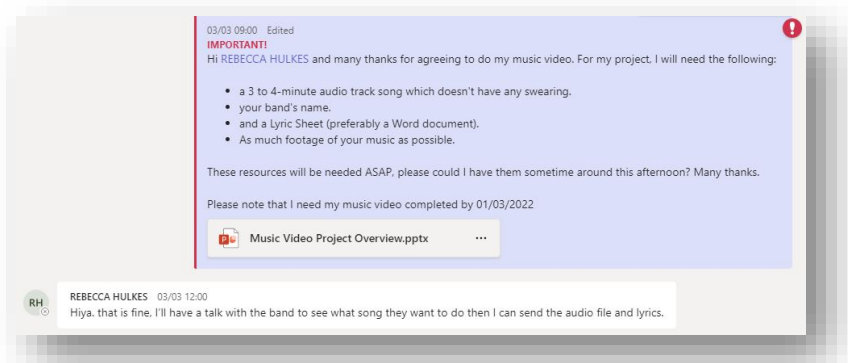 03/03 09:00 Edited
IMPORTANT!
Hi REBECCA HULKES and many thanks for agreeing to do my music video. For my project, I will need the following:
• a 3 to 4-minute audio track song which doesn't have any swearing.
• your band's name.
• and a Lyric Sheet (preferably a Word document).
• As much footage of your music as possible.
These resources will be needed ASAP, please could I have them sometime around this afternoon? Many thanks.
Please note that I need my music video completed by 01/03/2022
Music Video Project Overview.pptx ...
RH
REBECCA HULKES 03/03 12:00
Hiya. that is fine, I'll have a talk with the band to see what song they want to do then I can send the audio file and lyrics.